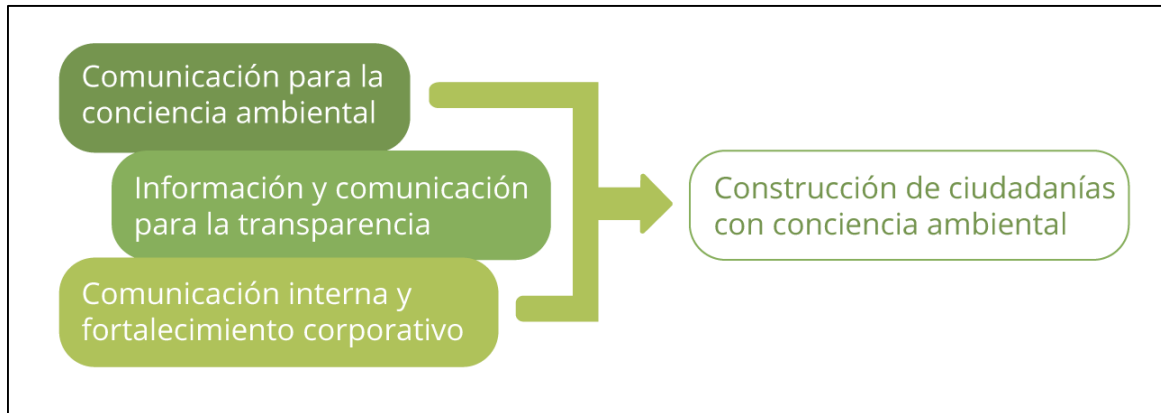 Comunicación para la
conciencia ambiental
Información y comunicación
para la transparencia
Comunicación interna y
fortalecimiento corporativo
Construcción de ciudadanías
con conciencia ambiental